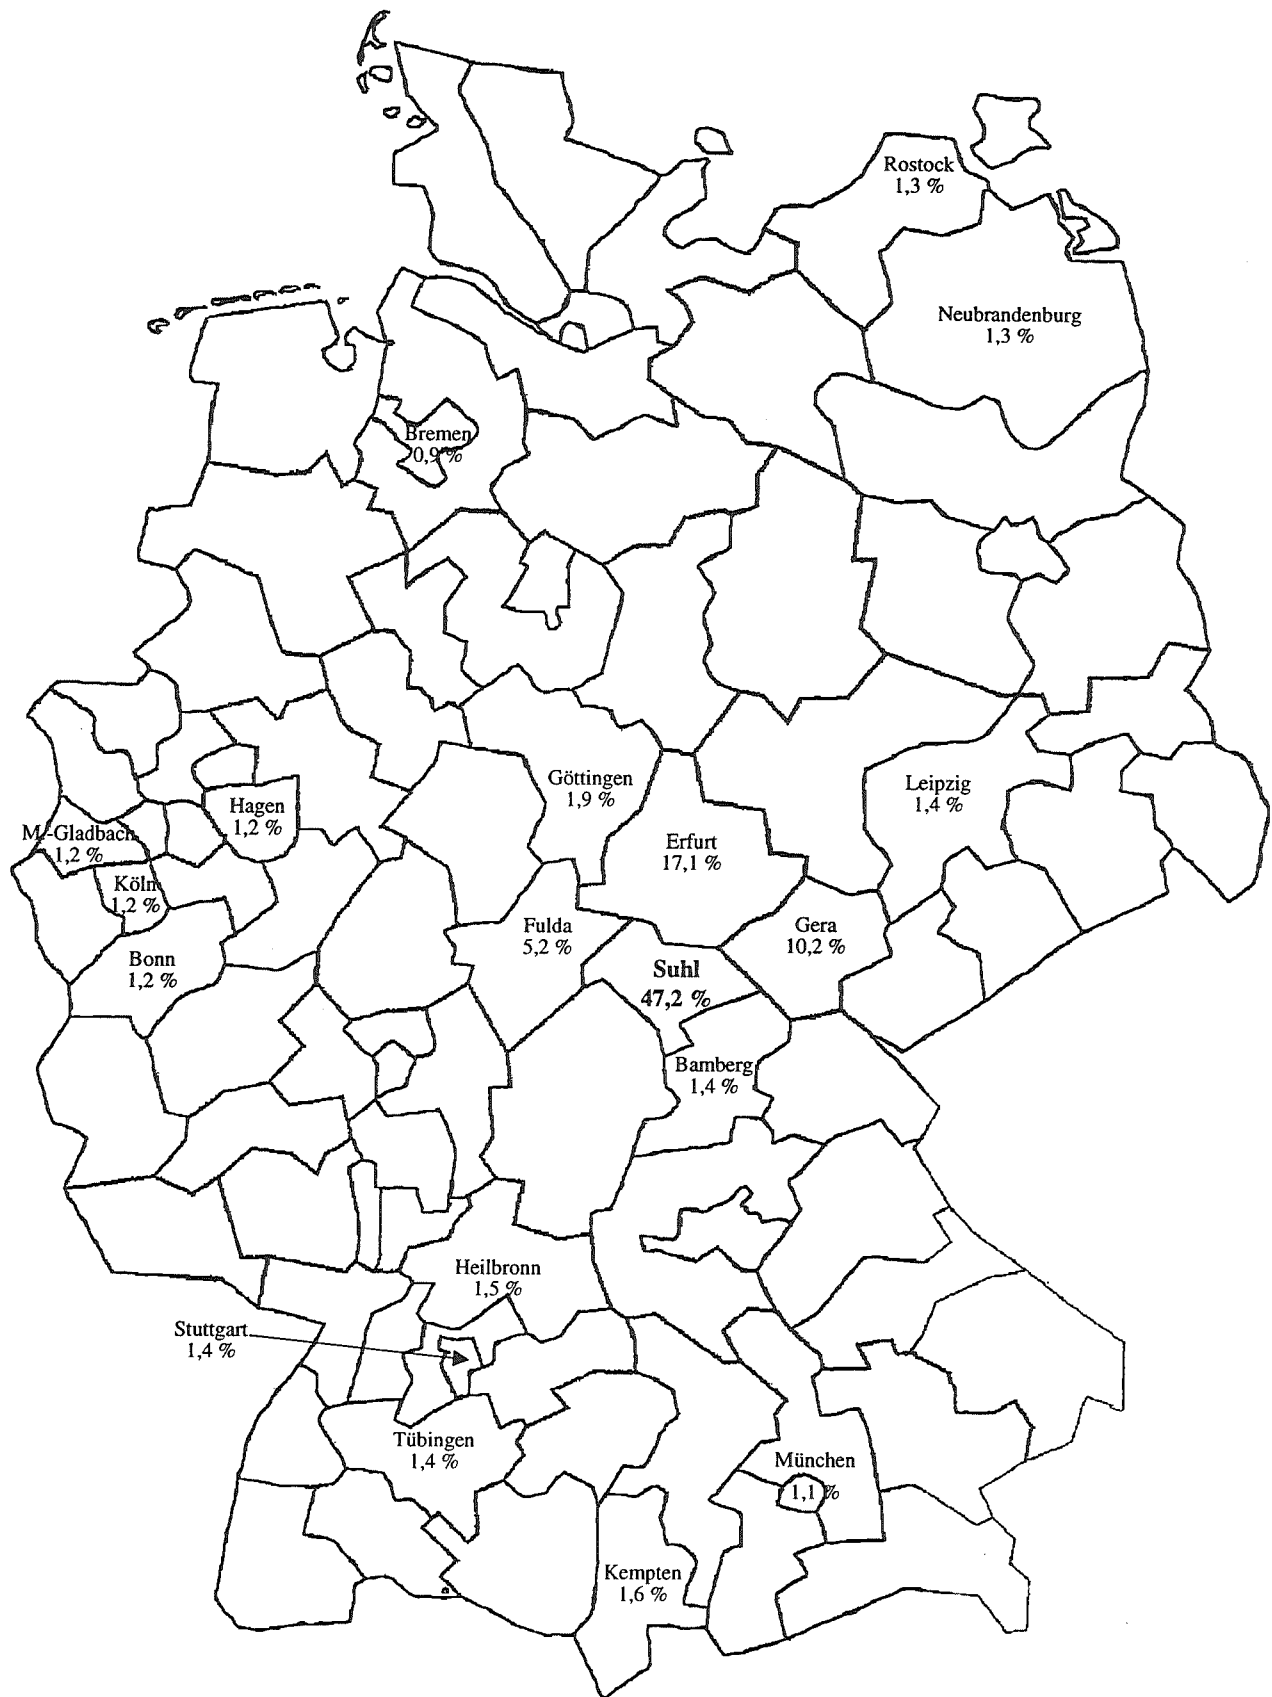 Rostock
1,3 %
Neubrandenburg
1,3 %
Bremen
0,9 %
Göttingen
1,9 %
Leipzig
1,4 %
Hagen
1,2 %
M.-Gladbach
1,2 %
Erfurt
17,1 %
Köln
1,2 %
Fulda
5,2 %
Gera
10,2 %
Bonn
1,2 %
Suhl
47,2 %
Bamberg
1,4 %
Heilbronn
1,5 %
Stuttgart
1,4 %
Tübingen
1,4 %
München
1,1 %
Kempten
1,6 %